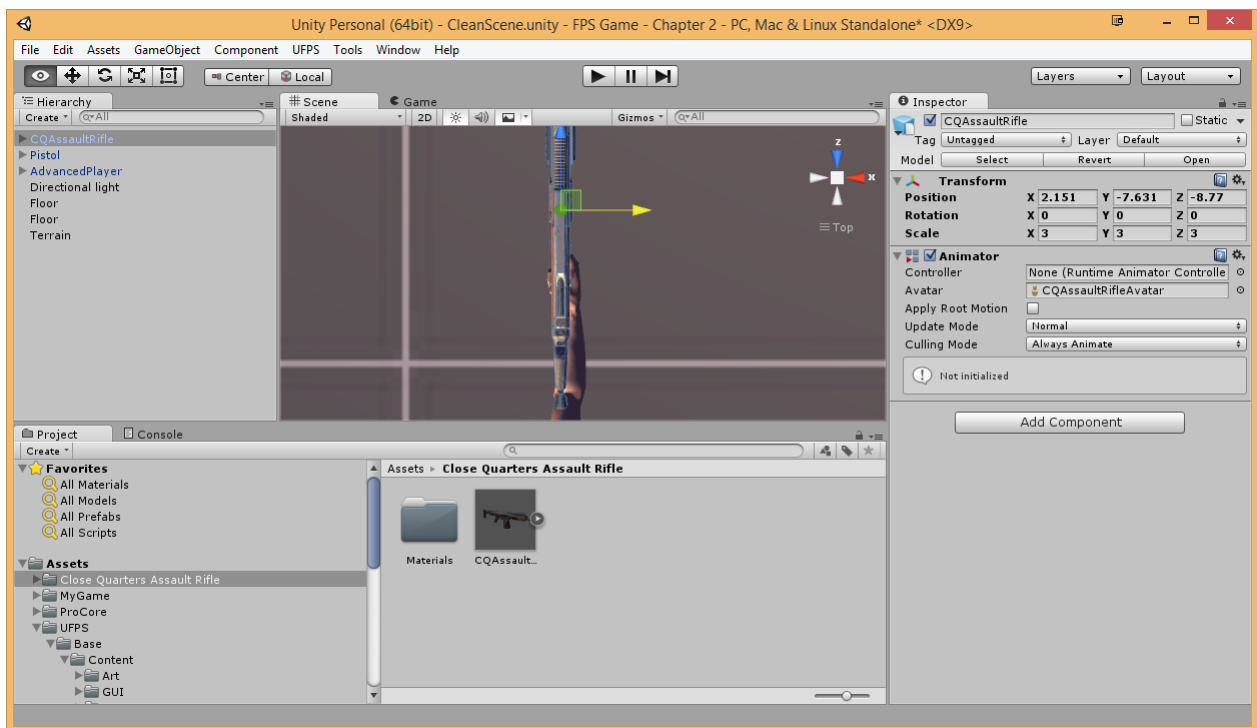 Unity Personal (64bit) - CleanScene.unity - FPS Game - Chapter 2 - PC, Mac & Linux Standalone* <DX9>
File Edit Assets GameObject Component UFPS Tools Window Help
Center Local Layers Layout
Hierarchy
Create All
CQAssaultRifle
Pistol
AdvancedPlayer
Directional light
Floor
Floor
Terrain
Scene Game
Shaded 2D Gizmos All
z
x
Top
Inspector
CQAssaultRifle Static
Tag Untagged Layer Default
Model Select Revert Open
Transform
Position X 2.151 Y -7.631 Z -8.77
Rotation X 0 Y 0 Z 0
Scale X 3 Y 3 Z 3
Animator
Controller None (Runtime Animator Controlle
Avatar CQAssaultRifleAvatar
Apply Root Motion
Update Mode Normal
Culling Mode Always Animate
Not initialized
Add Component
Project Console
Create
Favorites
All Materials
All Models
All Prefabs
All Scripts
Assets
Close Quarters Assault Rifle
MyGame
ProCore
UFPS
Base
Content
Art
GUI
Assets Close Quarters Assault Rifle
Materials CQAssault...